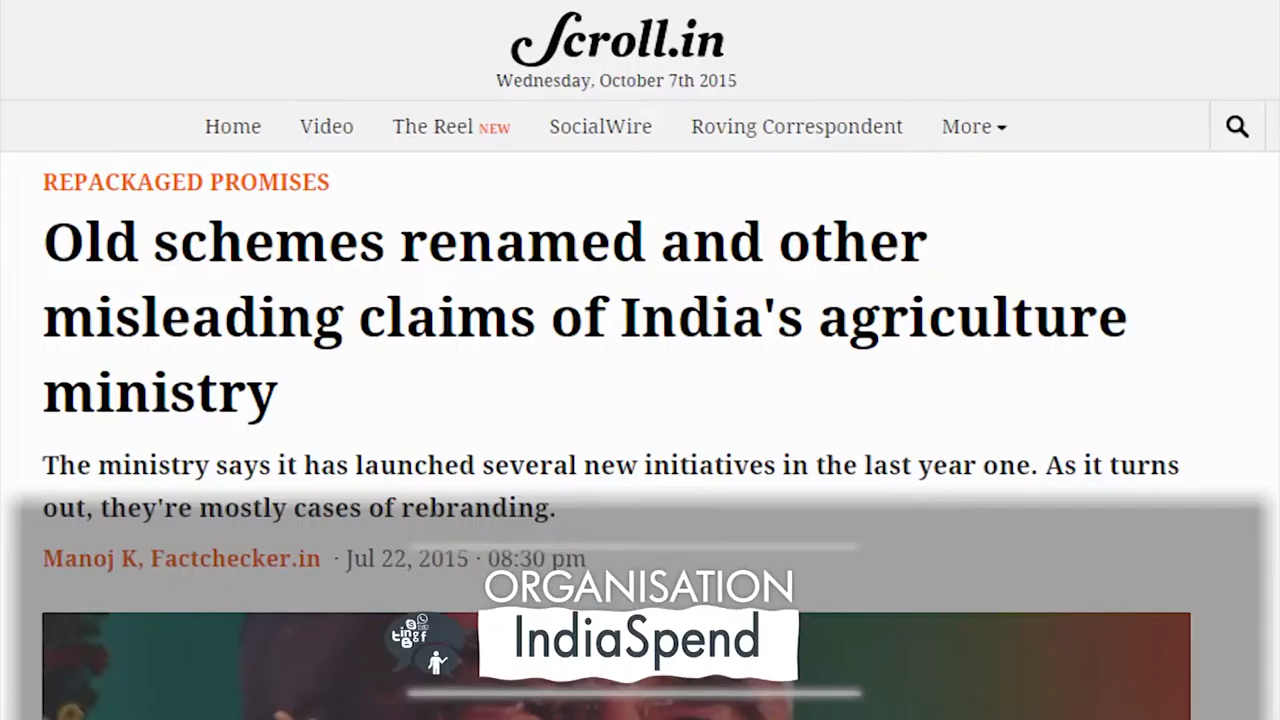 Scroll.in
Wednesday, October 7th 2015
Home Video The Reel NEW SocialWire Roving Correspondent More
REPACKAGED PROMISES
Old schemes renamed and other
misleading claims of India's agriculture
ministry
The ministry says it has launched several new initiatives in the last year one. As it turns
out, they're mostly cases of rebranding.
Manoj K, Factchecker.in · Jul 22, 2015 · 08:30 pm
ORGANISATION
IndiaSpend